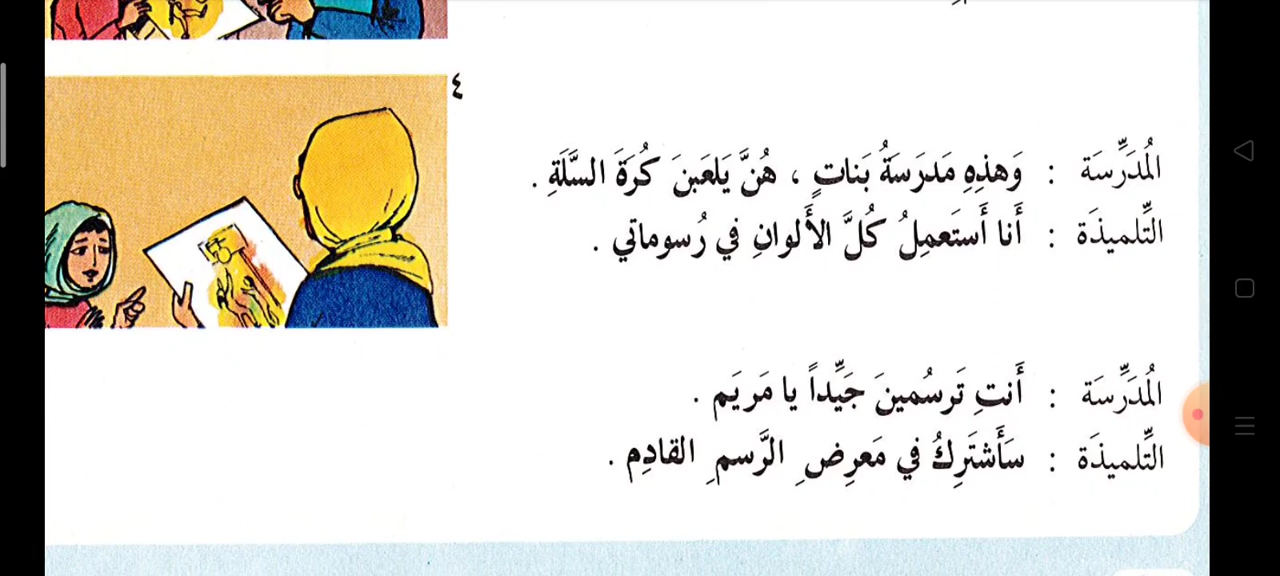 ٤
المُدَرِّسَة : وَهذِهِ مَدرَسَةُ بَناتٍ ، هُنَّ يَلعَبنَ كُرَةَ السَّلَّةِ .
التِّلميذَة : أَنا أَستَعمِلُ كُلَّ الأَلوانِ في رُسوماتي .
المُدَرِّسَة : أَنتِ تَرسُمينَ جَيِّداً يا مَريَم .
التِّلميذَة : سَأَشتَرِكُ في مَعرِضِ الرَّسمِ القادِم .